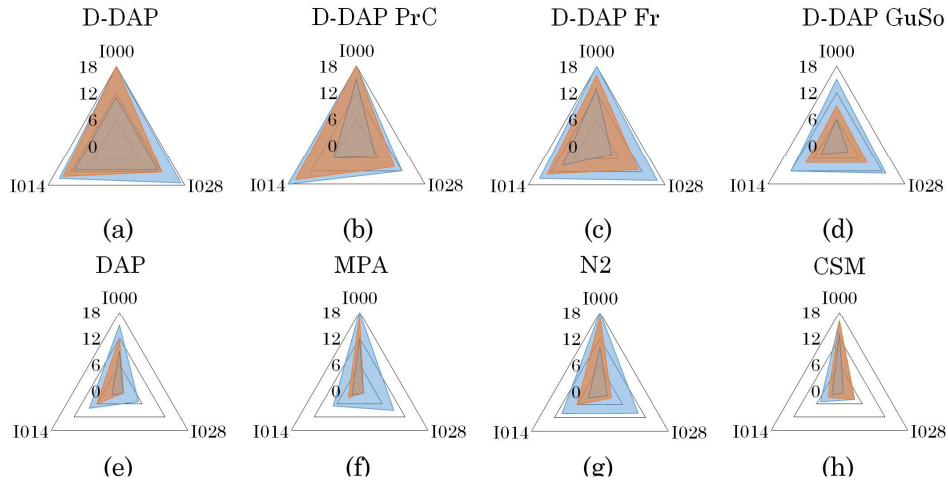 D-DAP D-DAP PrC D-DAP Fr D-DAP GuSo
I000 I000 I000 I000
18 18 18 18
12 12 12 12
6 6 6 6
0 0 0 0
I014 I028 I014 I028 I014 I028 I014 I028
(a) (b) (c) (d)
DAP MPA N2 CSM
I000 I000 I000 I000
18 18 18 18
12 12 12 12
6 6 6 6
0 0 0 0
I014 I028 I014 I028 I014 I028 I014 I028
(e) (f) (g) (h)